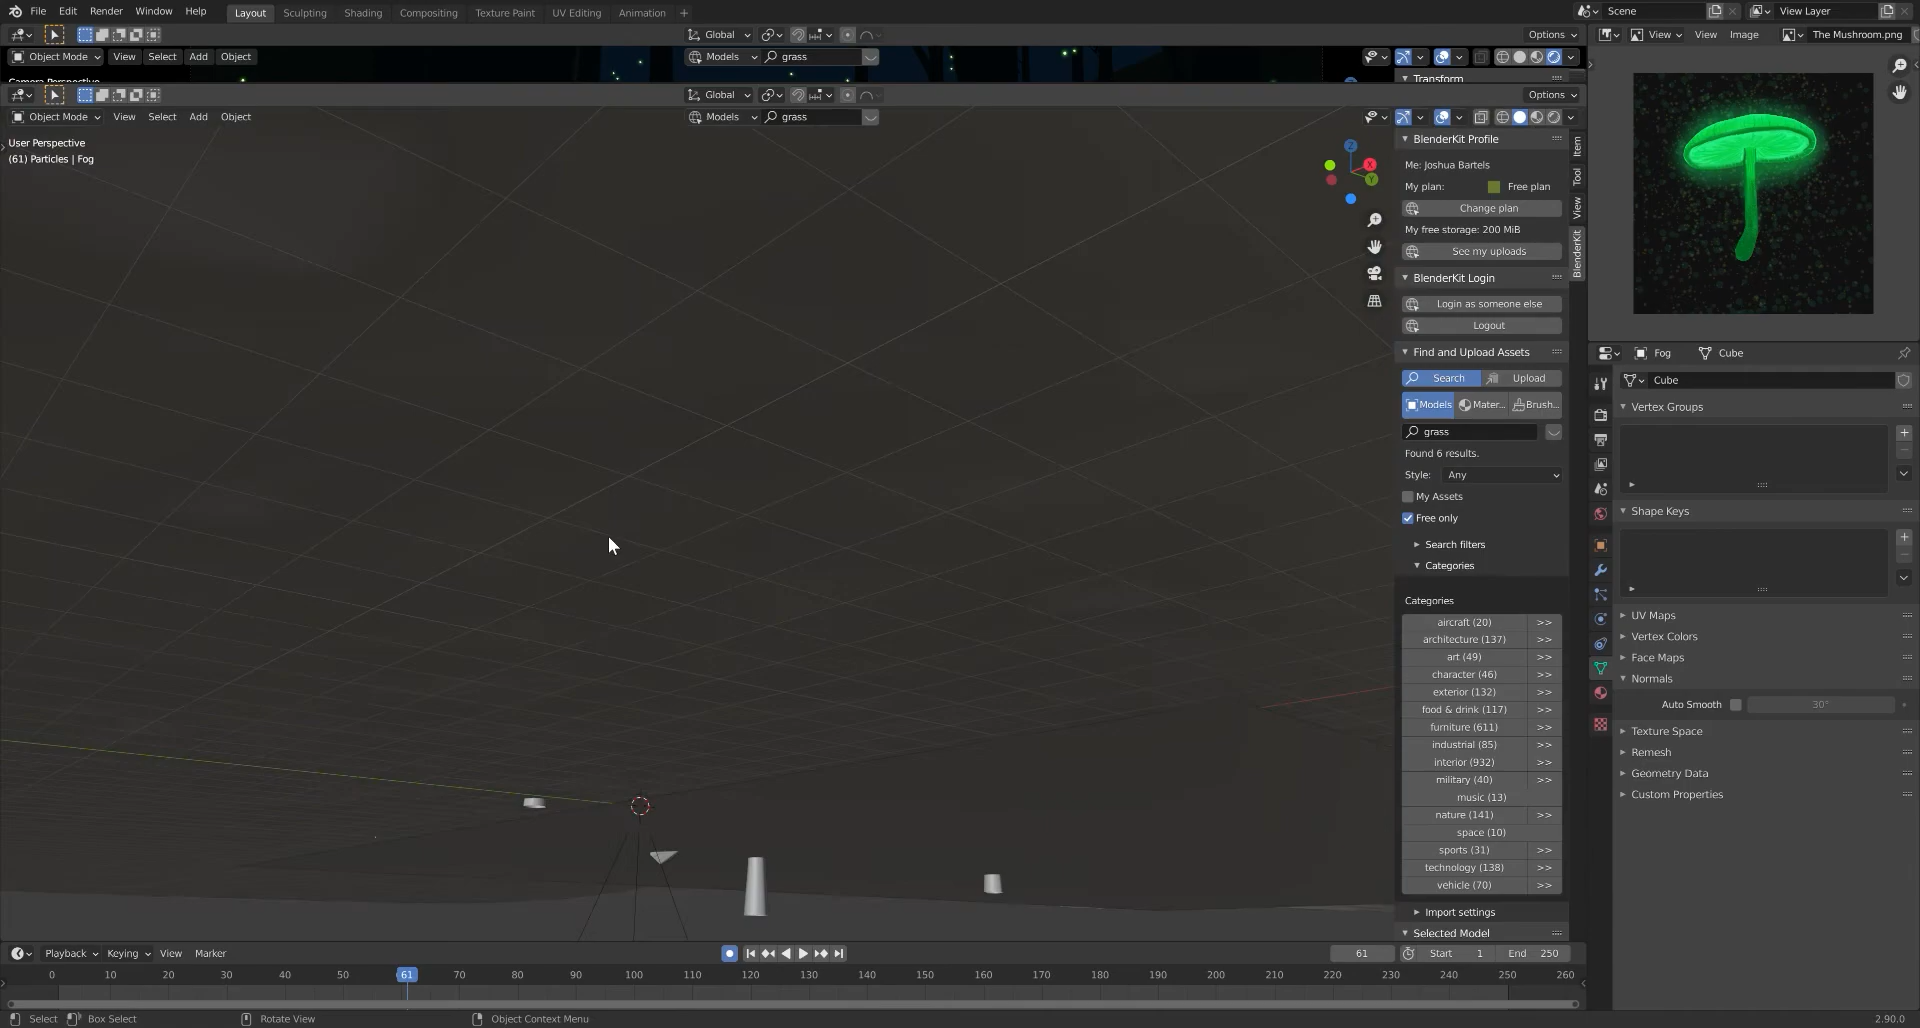 File Edit Render Window Help Layout Sculpting Shading Compositing Texture Paint UV Editing Animation + Scene View Layer
Global Options View View Image The Mushroom.png
Object Mode View Select Add Object Models grass
Transform
Global Options
Object Mode View Select Add Object Models grass
User Perspective
(61) Particles | Fog
Z
X
Y
BlenderKit Profile
Me: Joshua Bartels
My plan: Free plan
Change plan
My free storage: 200 MiB
See my uploads
BlenderKit Login
Login as someone else
Logout
Find and Upload Assets
Search Upload
Models Mater... Brush...
grass
Found 6 results.
Style: Any
My Assets
Free only
Search filters
Categories
Categories
aircraft (20) >>
architecture (137) >>
art (49) >>
character (46) >>
exterior (132) >>
food & drink (117) >>
furniture (611) >>
industrial (85) >>
interior (932) >>
military (40) >>
music (13)
nature (141) >>
space (10)
sports (31) >>
technology (138) >>
vehicle (70) >>
Import settings
Selected Model
Item
Tool
View
BlenderKit
Fog Cube
Cube
Vertex Groups
Shape Keys
UV Maps
Vertex Colors
Face Maps
Normals
Auto Smooth 30°
Texture Space
Remesh
Geometry Data
Custom Properties
Playback Keying View Marker 61 Start 1 End 250
0 10 20 30 40 50 61 70 80 90 100 110 120 130 140 150 160 170 180 190 200 210 220 230 240 250 260
Select Box Select Rotate View Object Context Menu 2.90.0